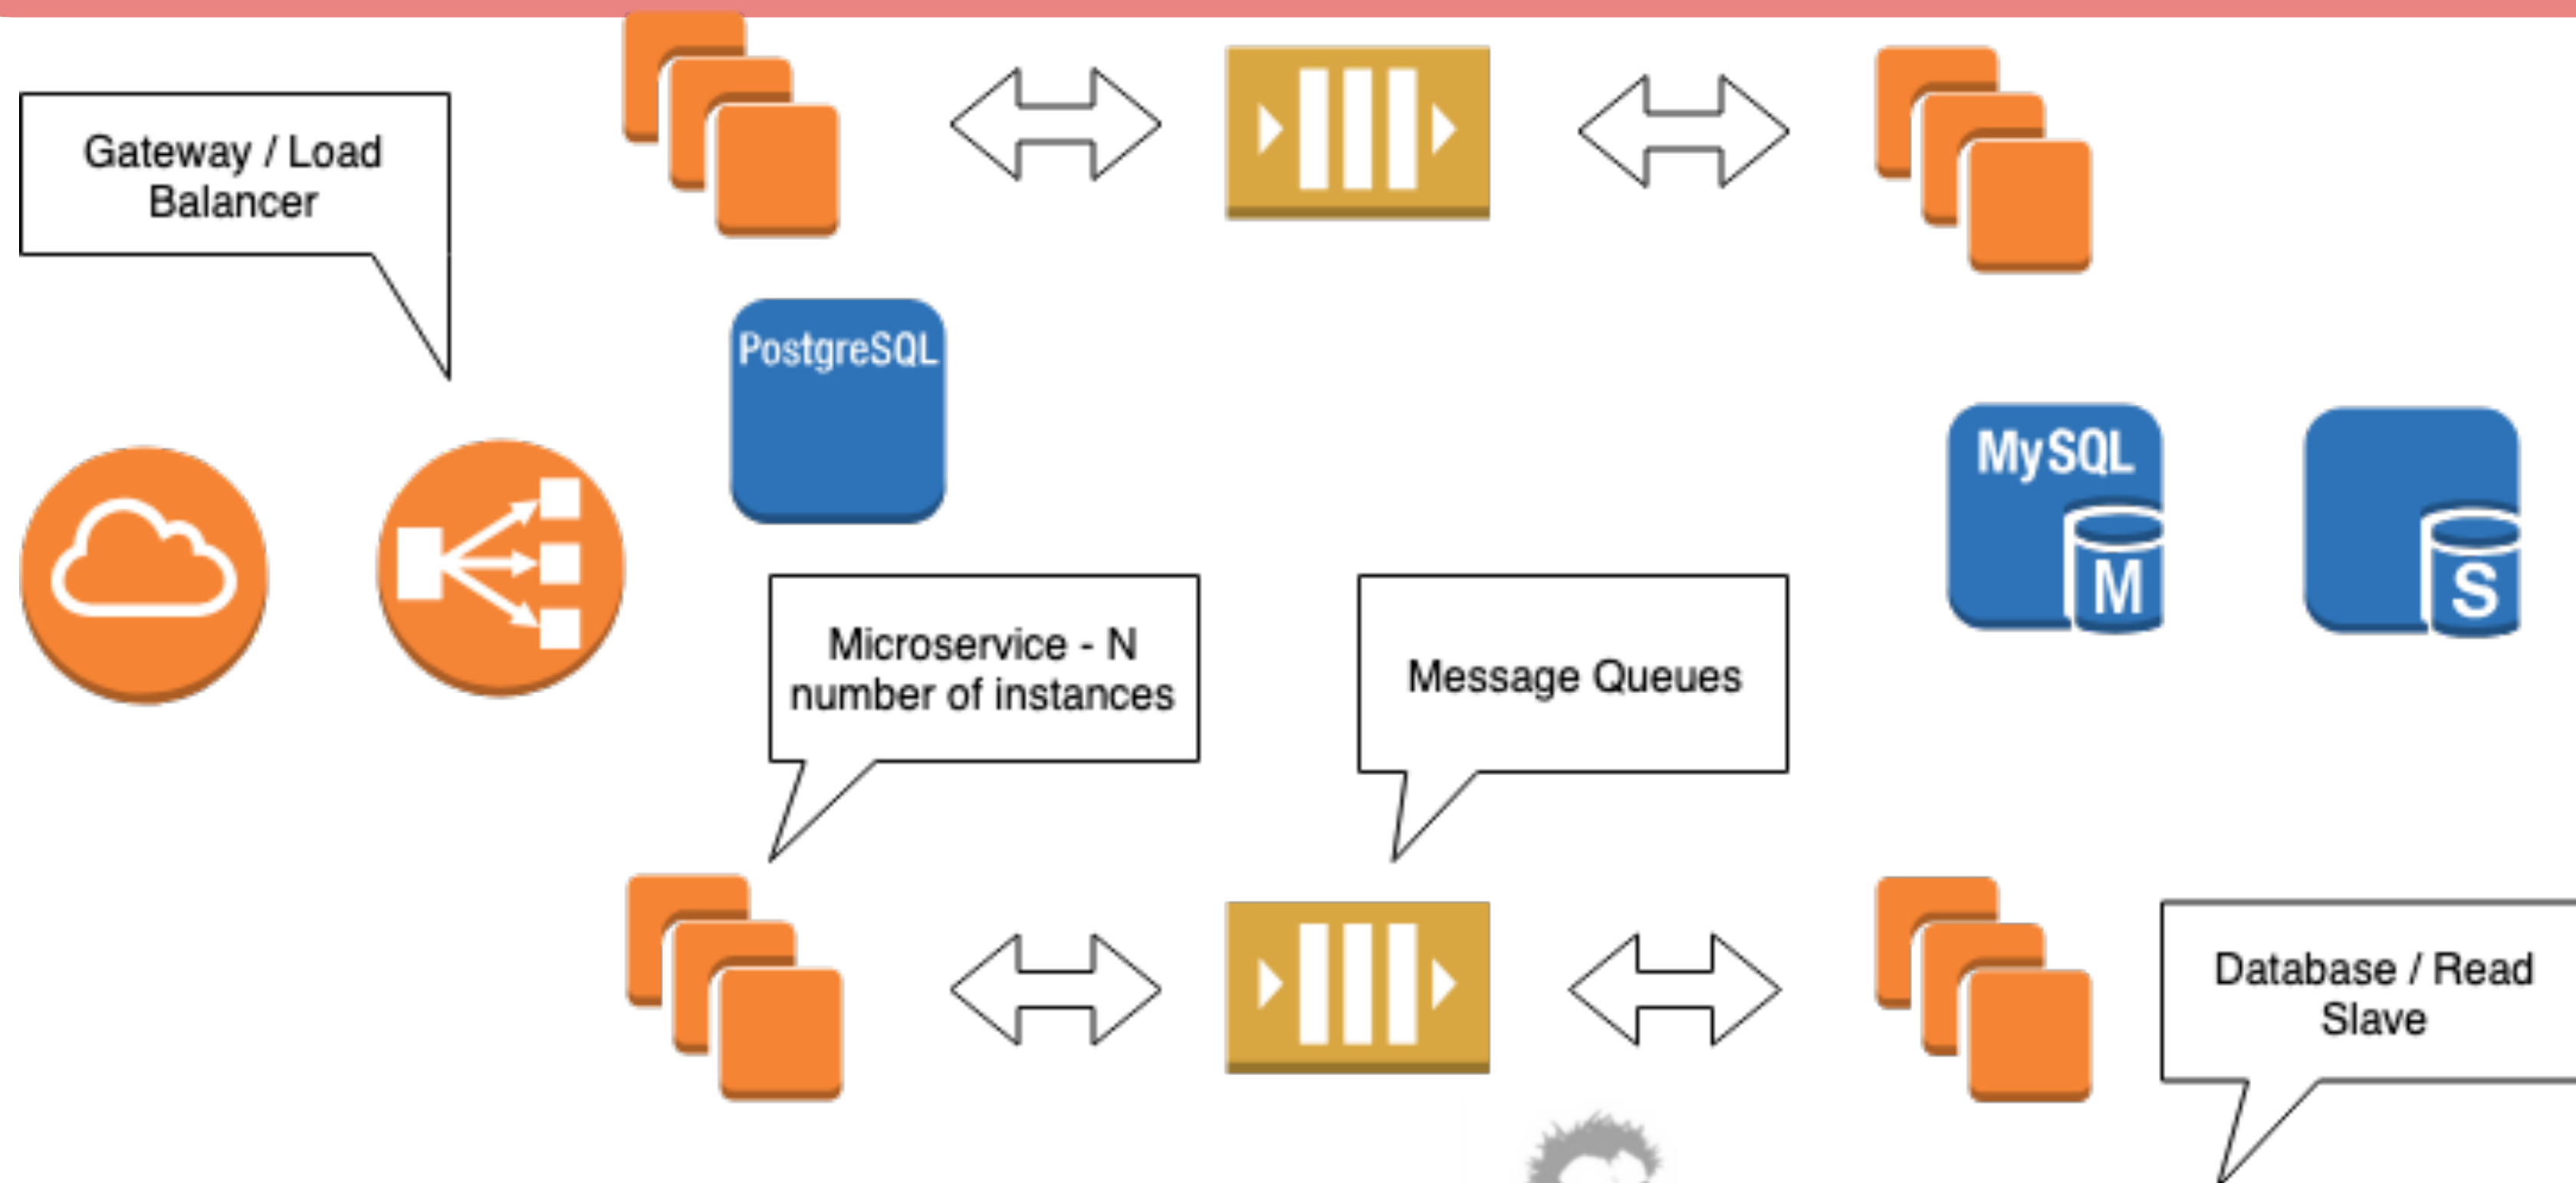 Gateway / Load
Balancer
PostgreSQL
MySQL
M
S
Microservice - N
number of instances
Message Queues
Database / Read
Slave